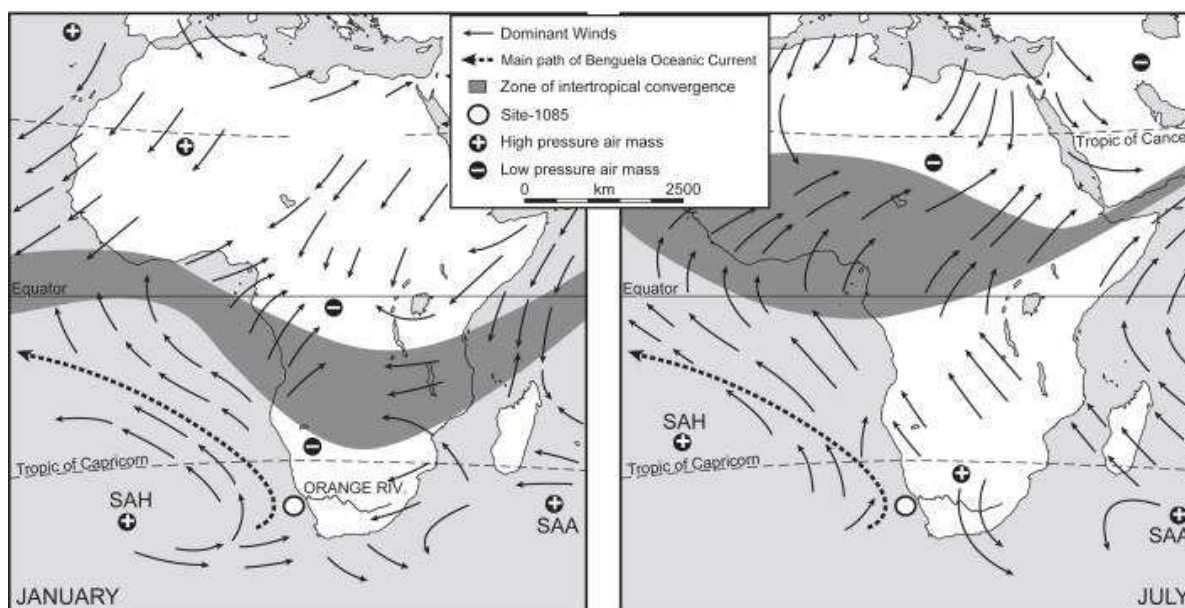 Dominant Winds
Main path of Benguela Oceanic Current
Zone of intertropical convergence
Site-1085
High pressure air mass
Low pressure air mass
0 km 2500
Equator
Tropic of Capricorn
SAH
ORANGE RIV.
SAA
JANUARY
Tropic of Cance
Equator
SAH
Tropic of Capricorn
SAA
JULY